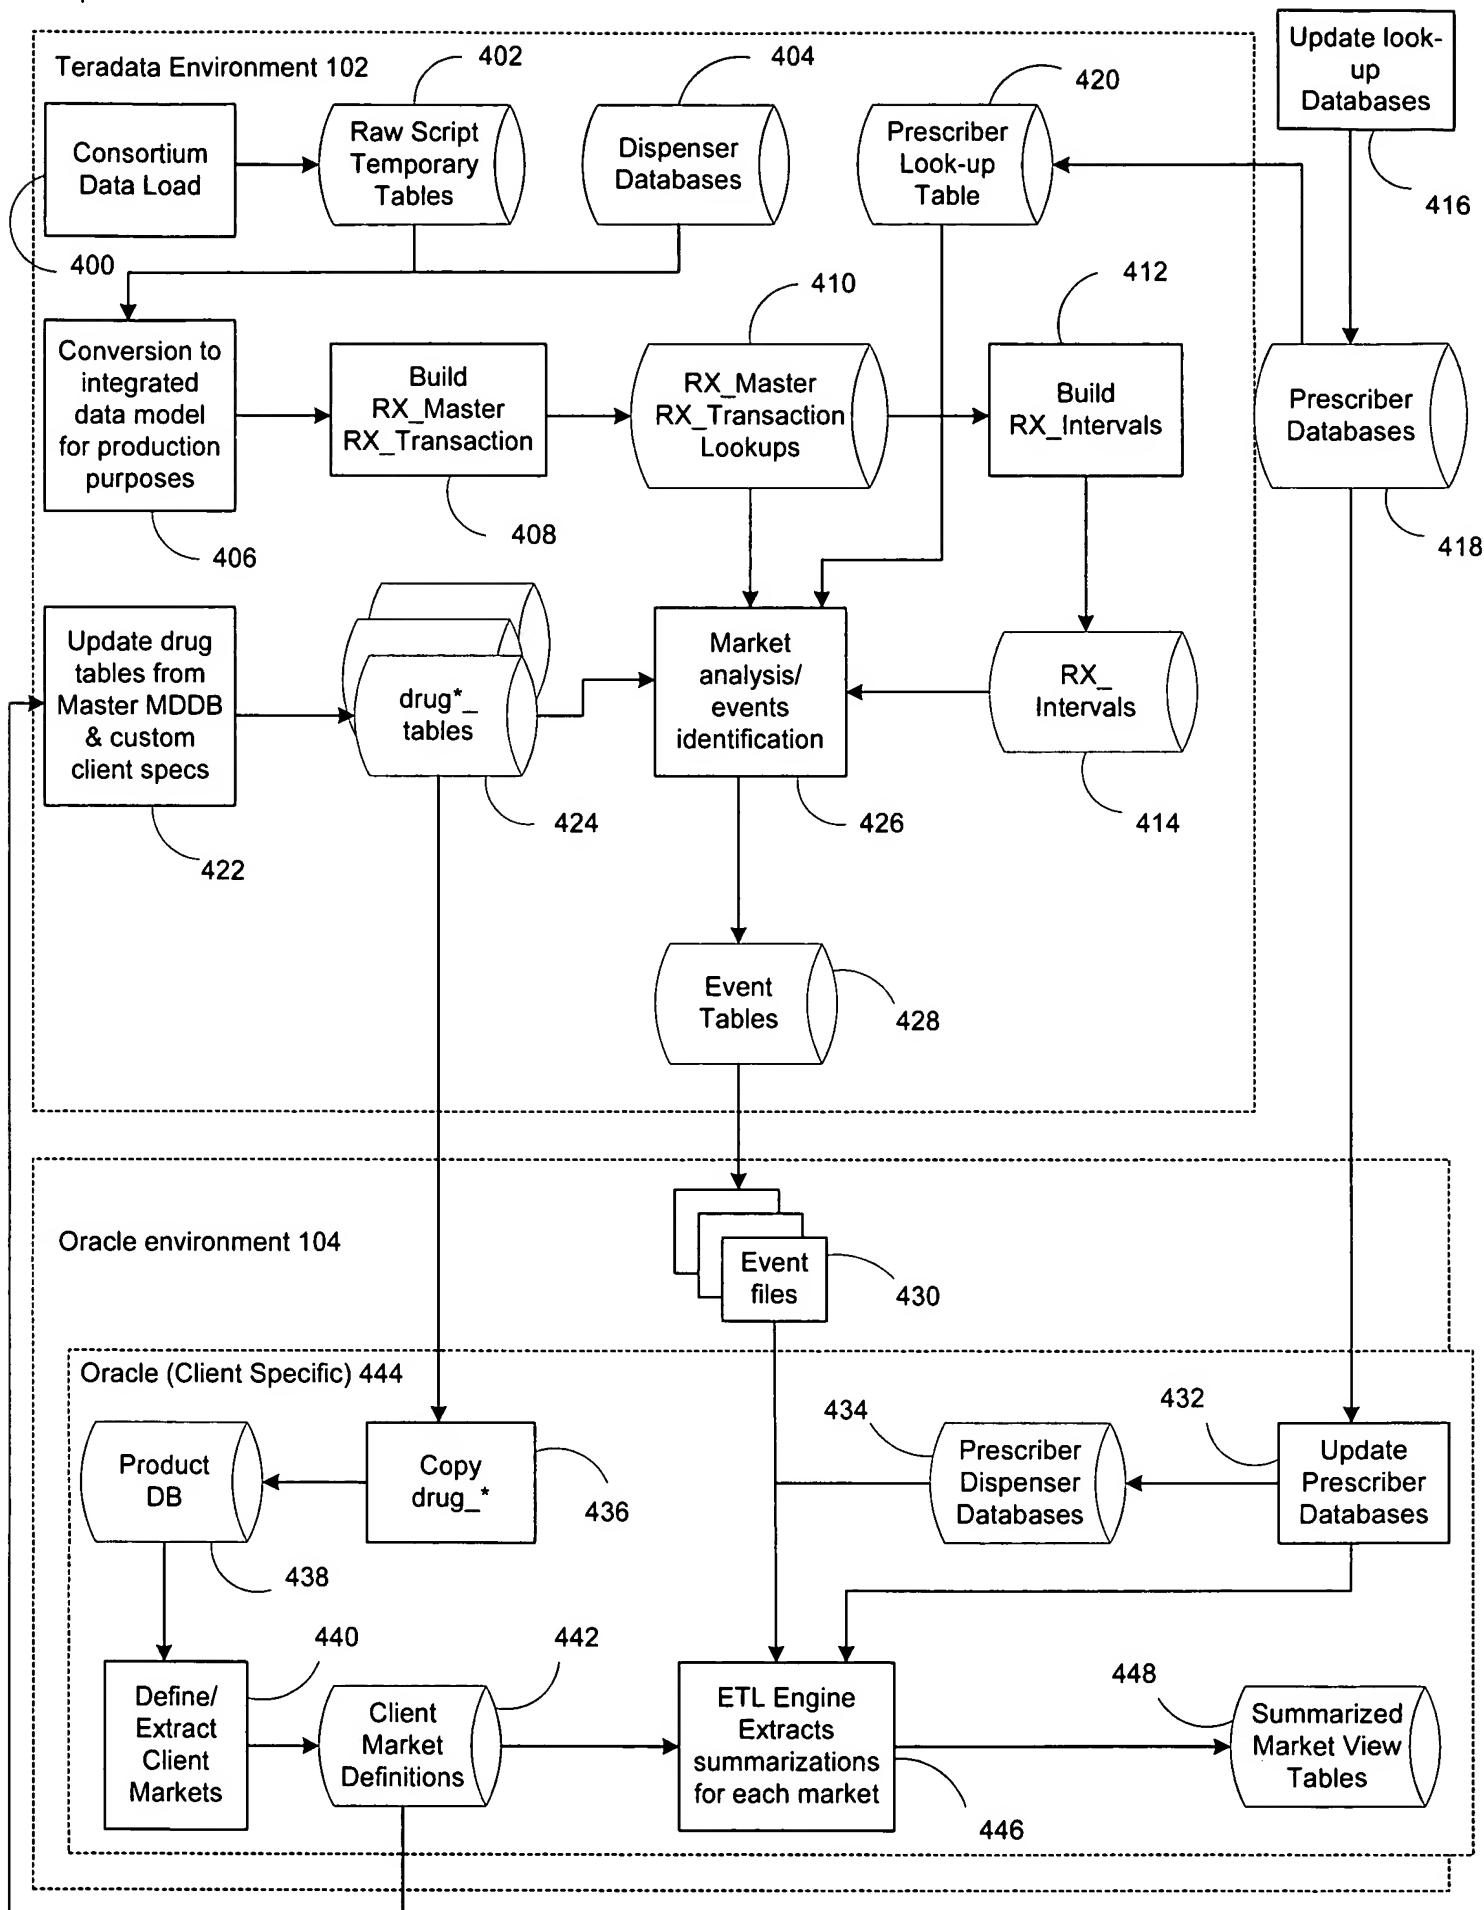 Teradata Environment 102
402
404
420
Update look-
up
Databases
416
Consortium
Data Load
400
Raw Script
Temporary
Tables
Dispenser
Databases
Prescriber
Look-up
Table
410
412
Conversion to
integrated
data model
for production
purposes
406
Build
RX_Master
RX_Transaction
408
RX_Master
RX_Transaction
Lookups
Build
RX_Intervals
Prescriber
Databases
418
Update drug
tables from
Master MDDB
& custom
client specs
422
drug*_
tables
424
Market
analysis/
events
identification
426
RX_
Intervals
414
Event
Tables
428
Oracle environment 104
Event
files
430
Oracle (Client Specific) 444
Product
DB
438
Copy
drug_*
436
434
Prescriber
Dispenser
Databases
432
Update
Prescriber
Databases
440
Define/
Extract
Client
Markets
442
Client
Market
Definitions
ETL Engine
Extracts
summarizations
for each market
446
448
Summarized
Market View
Tables